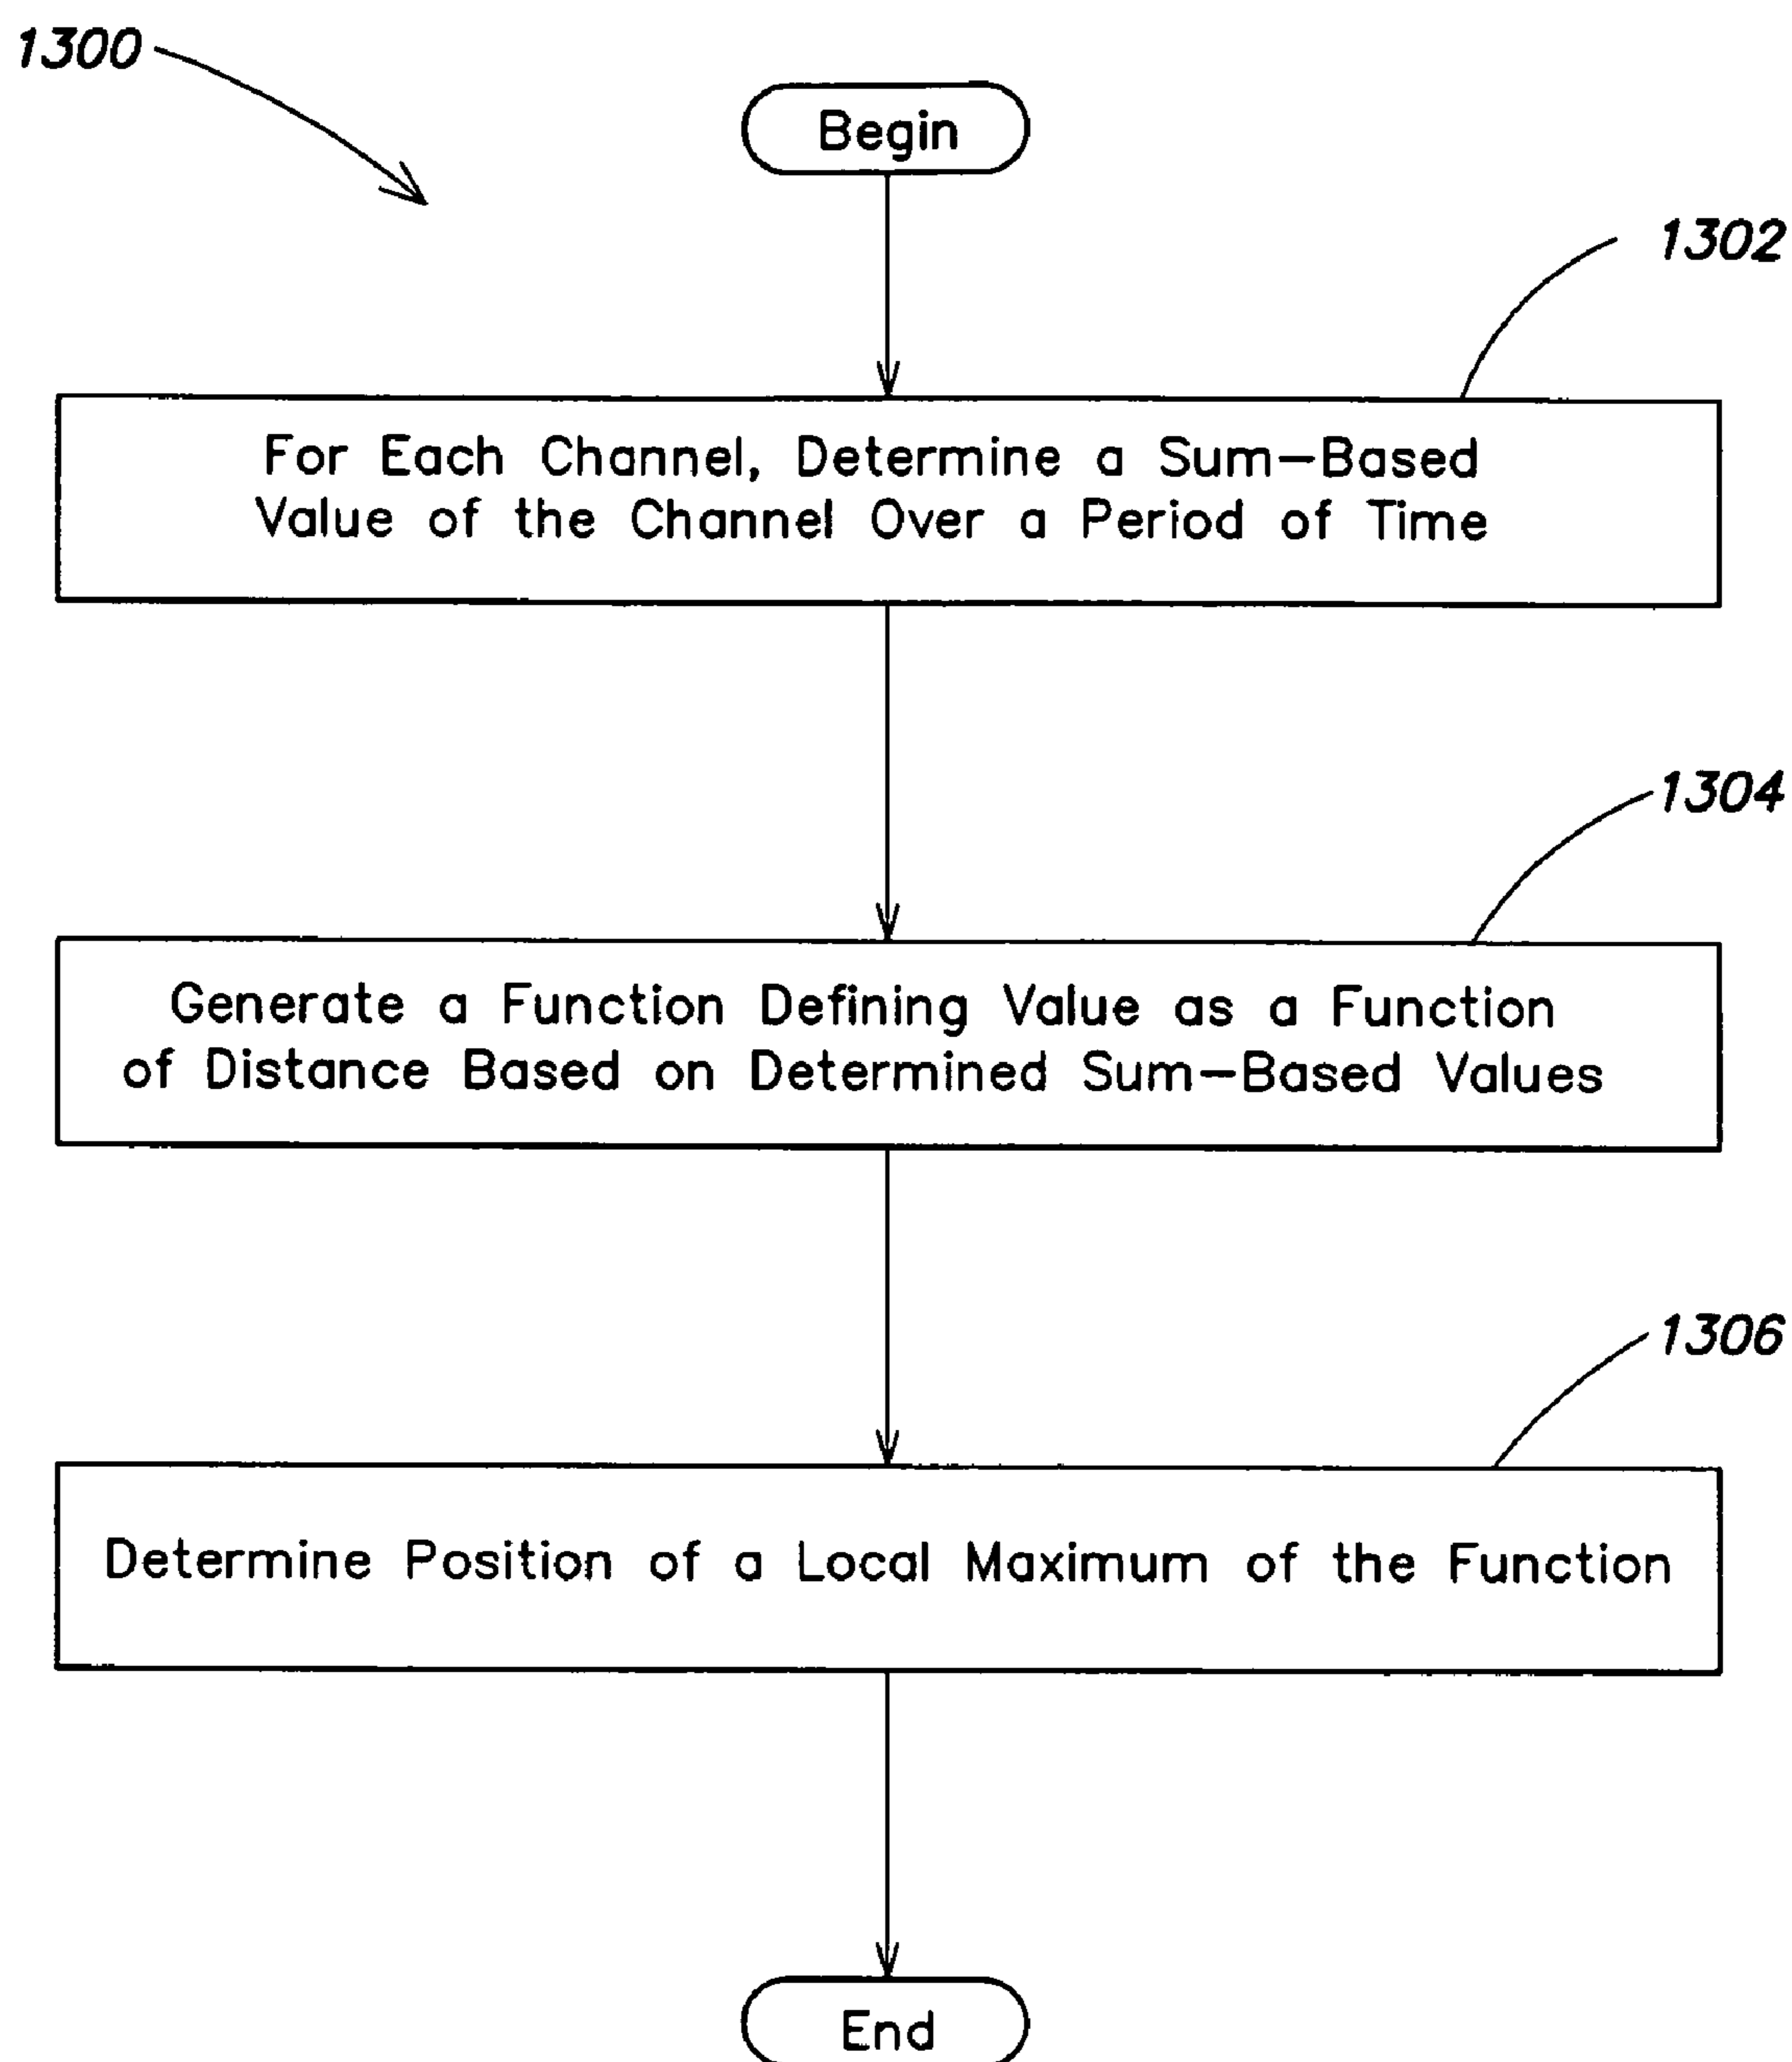 1300
Begin
1302
For Each Channel, Determine a Sum-Based
Value of the Channel Over a Period of Time
1304
Generate a Function Defining Value as a Function
of Distance Based on Determined Sum-Based Values
1306
Determine Position of a Local Maximum of the Function
End